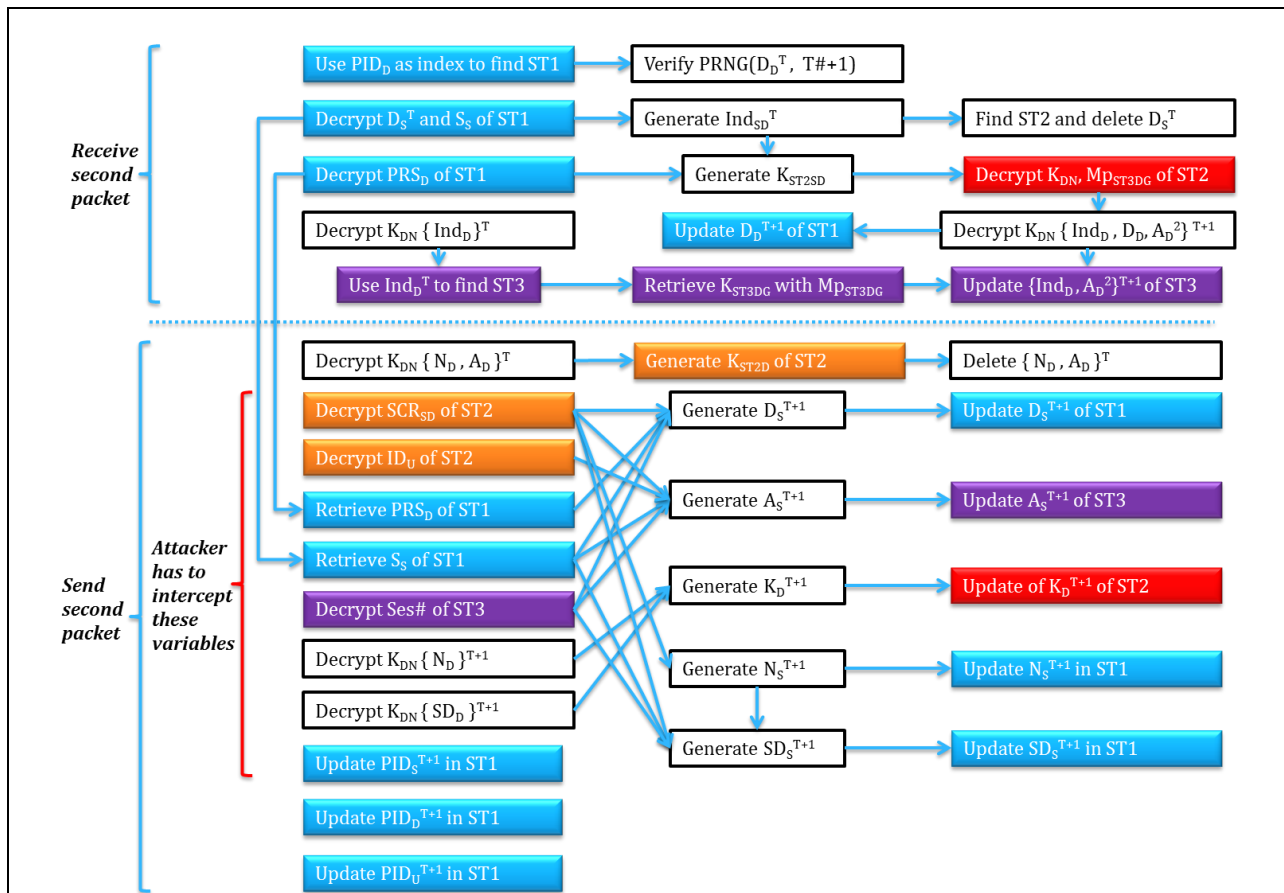 Use PID_D as index to find ST1
Verify PRNG(D_D^T, T#+1)
Decrypt D_S^T and S_S of ST1
Generate Ind_SD^T
Find ST2 and delete D_S^T
Receive
second
packet
Decrypt PRS_D of ST1
Generate K_ST2SD
Decrypt K_DN, Mp_ST3DG of ST2
Decrypt K_DN { Ind_D }^T
Update D_D^T+1 of ST1
Decrypt K_DN { Ind_D , D_D, A_D^2}^T+1
Use Ind_D^T to find ST3
Retrieve K_ST3DG with Mp_ST3DG
Update {Ind_D, A_D^2}^T+1 of ST3
Decrypt K_DN { N_D , A_D }^T
Generate K_ST2D of ST2
Delete { N_D , A_D }^T
Decrypt SCR_SD of ST2
Generate D_S^T+1
Update D_S^T+1 of ST1
Decrypt ID_U of ST2
Retrieve PRS_D of ST1
Generate A_S^T+1
Update A_S^T+1 of ST3
Send
second
packet
Attacker
has to
intercept
these
variables
Retrieve S_S of ST1
Decrypt Ses# of ST3
Generate K_D^T+1
Update of K_D^T+1 of ST2
Decrypt K_DN { N_D }^T+1
Generate N_S^T+1
Update N_S^T+1 in ST1
Decrypt K_DN { SD_D }^T+1
Generate SD_S^T+1
Update SD_S^T+1 in ST1
Update PID_S^T+1 in ST1
Update PID_D^T+1 in ST1
Update PID_U^T+1 in ST1